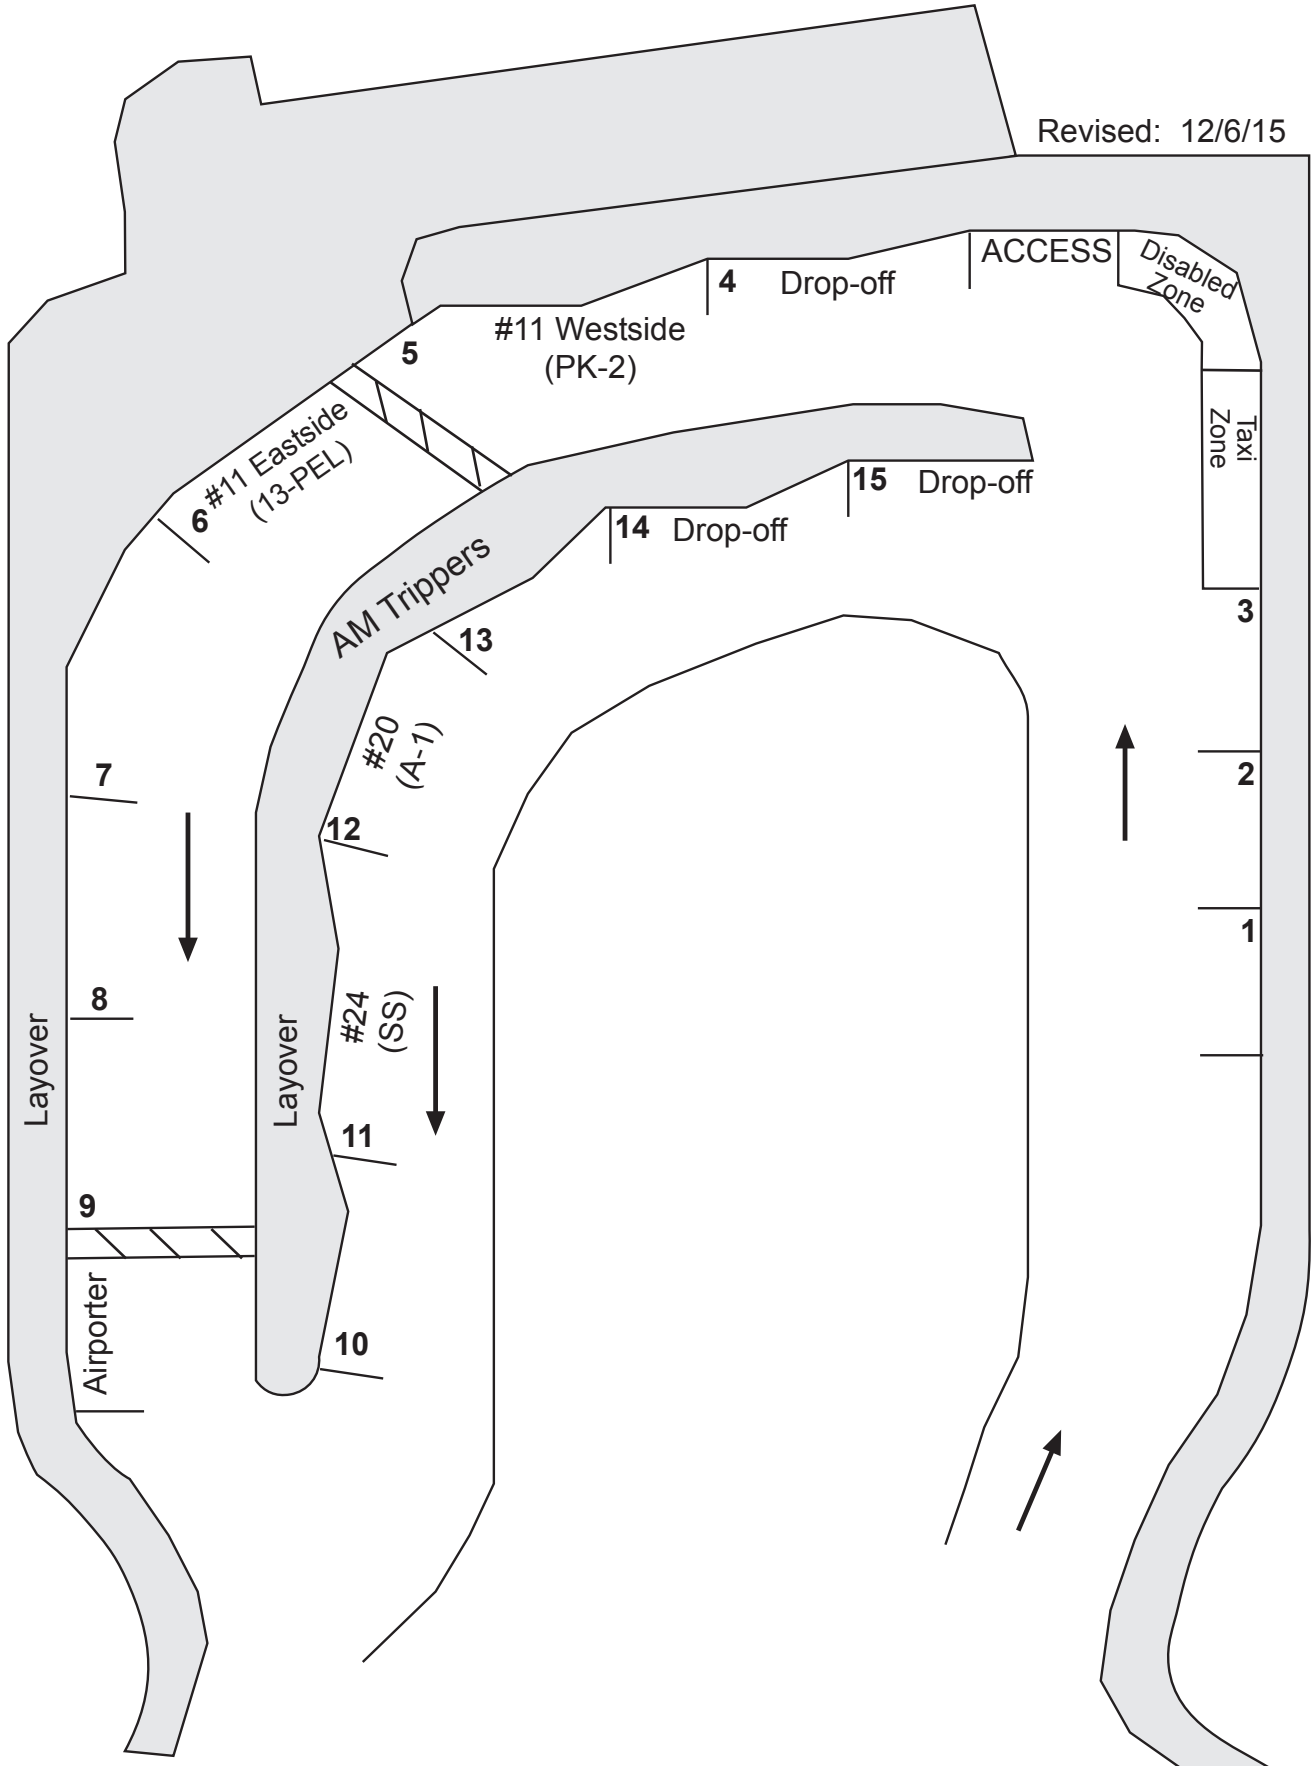 Revised: 12/6/15
ACCESS
Disabled
Zone
4 Drop-off
#11 Westside
(PK-2)
5
#11 Eastside
(13-PEL)
6
Taxi
Zone
15 Drop-off
14 Drop-off
AM Trippers
13
3
#20
(A-1)
2
7
12
1
8
#24
(SS)
Layover
Layover
11
9
Airporter
10